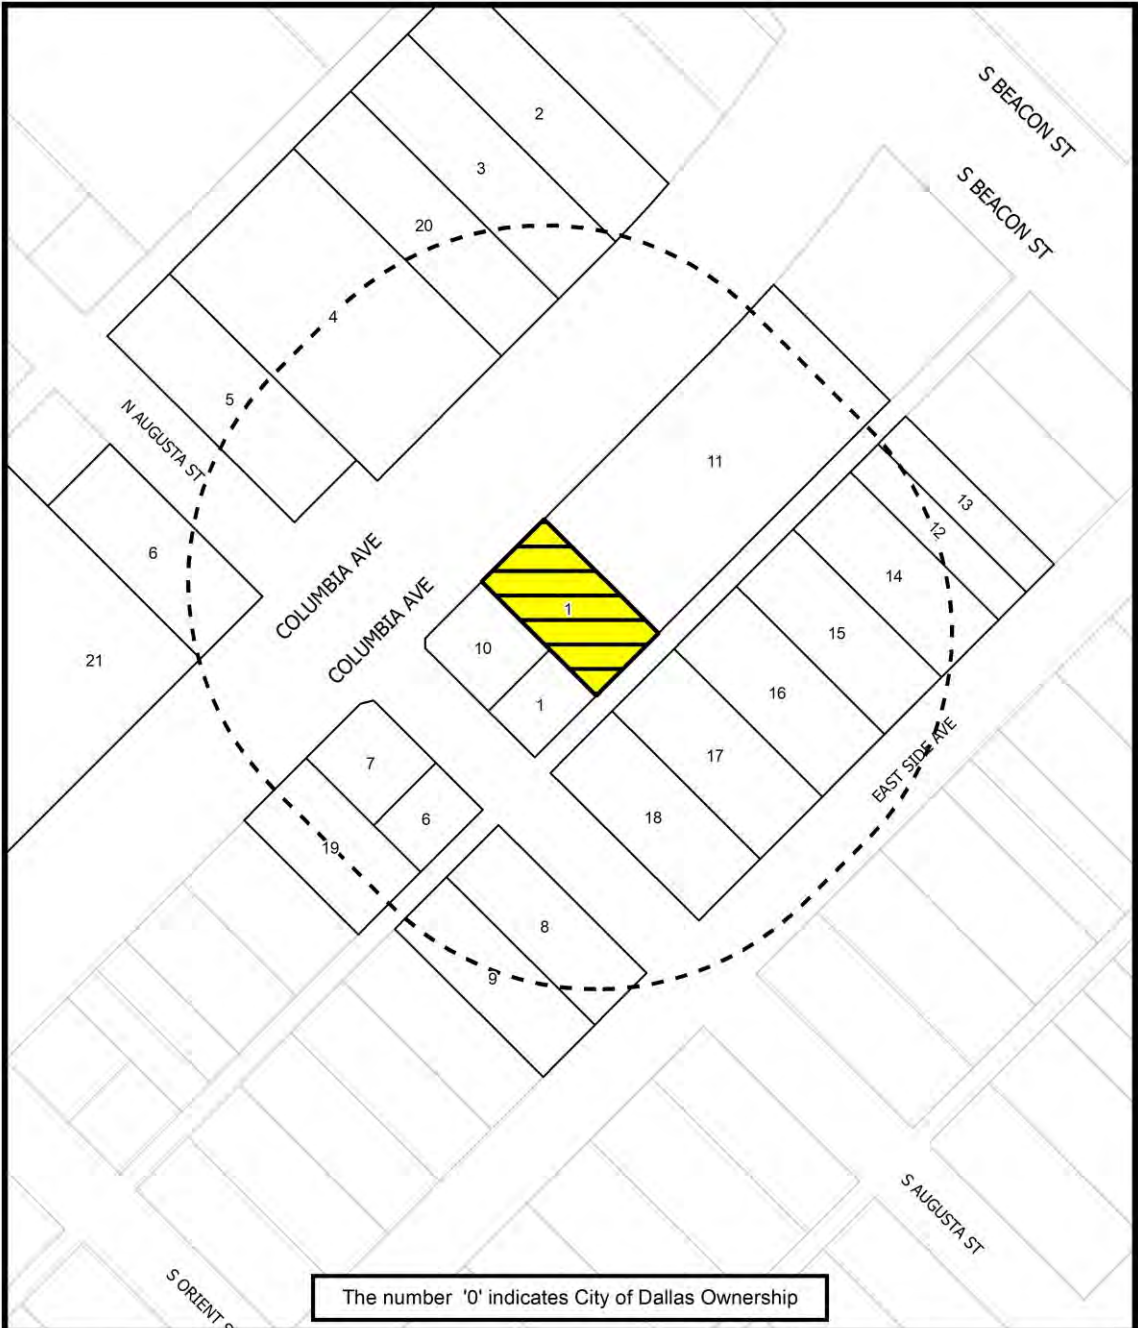 S BEACON ST
2
3
S BEACON ST
20
4
5
N AUGUSTA ST
11
13
12
6
COLUMBIA AVE
14
COLUMBIA AVE
1
15
10
21
16
1
17
EAST SIDE AVE
7
6
18
19
8
9
S AUGUSTA ST
S ORIENT S
The number '0' indicates City of Dallas Ownership